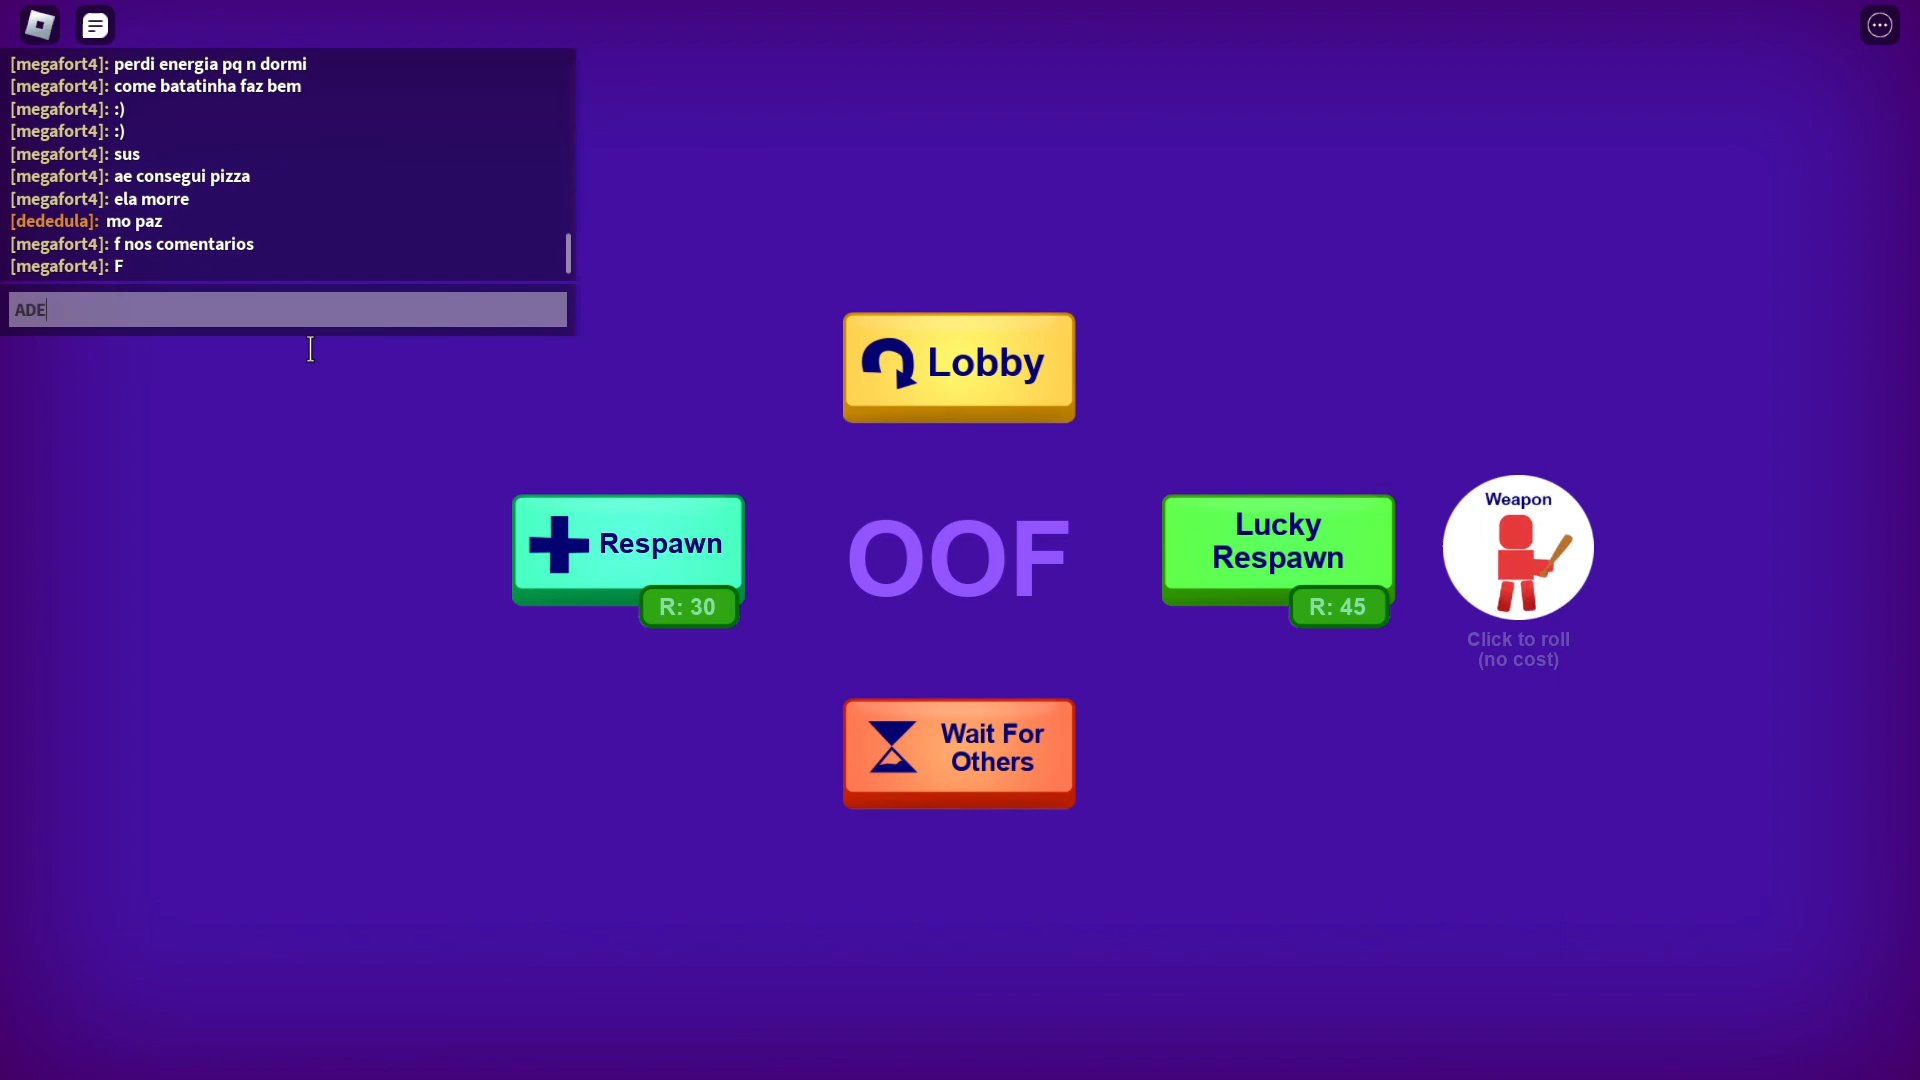 [megafort4]: perdi energia pq n dormi
[megafort4]: come batatinha faz bem
[megafort4]: :)
[megafort4]: :)
[megafort4]: sus
[megafort4]: ae consegui pizza
[megafort4]: ela morre
[dededula]: mo paz
[megafort4]: f nos comentarios
[megafort4]: F
ADE
Lobby
Respawn
R: 30
OOF
Lucky
Respawn
R: 45
Weapon
Click to roll
(no cost)
Wait For
Others